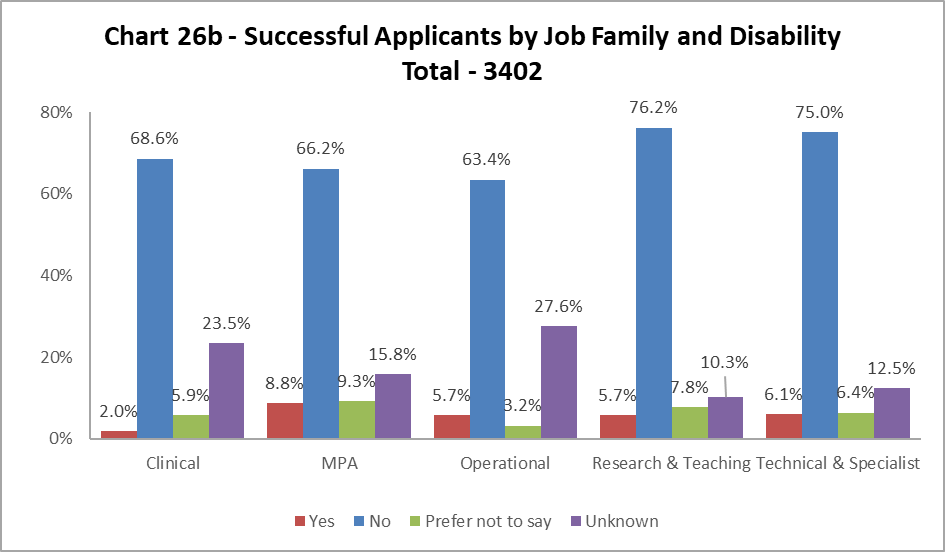 Chart 26b - Successful Applicants by Job Family and Disability
Total - 3402
80%
60%
40%
20%
0%
2.0%
68.6%
5.9%
23.5%
8.8%
66.2%
9.3%
15.8%
5.7%
63.4%
3.2%
27.6%
5.7%
76.2%
7.8%
10.3%
6.1%
75.0%
6.4%
12.5%
Clinical
MPA
Operational
Research & Teaching
Technical & Specialist
Yes
No
Prefer not to say
Unknown